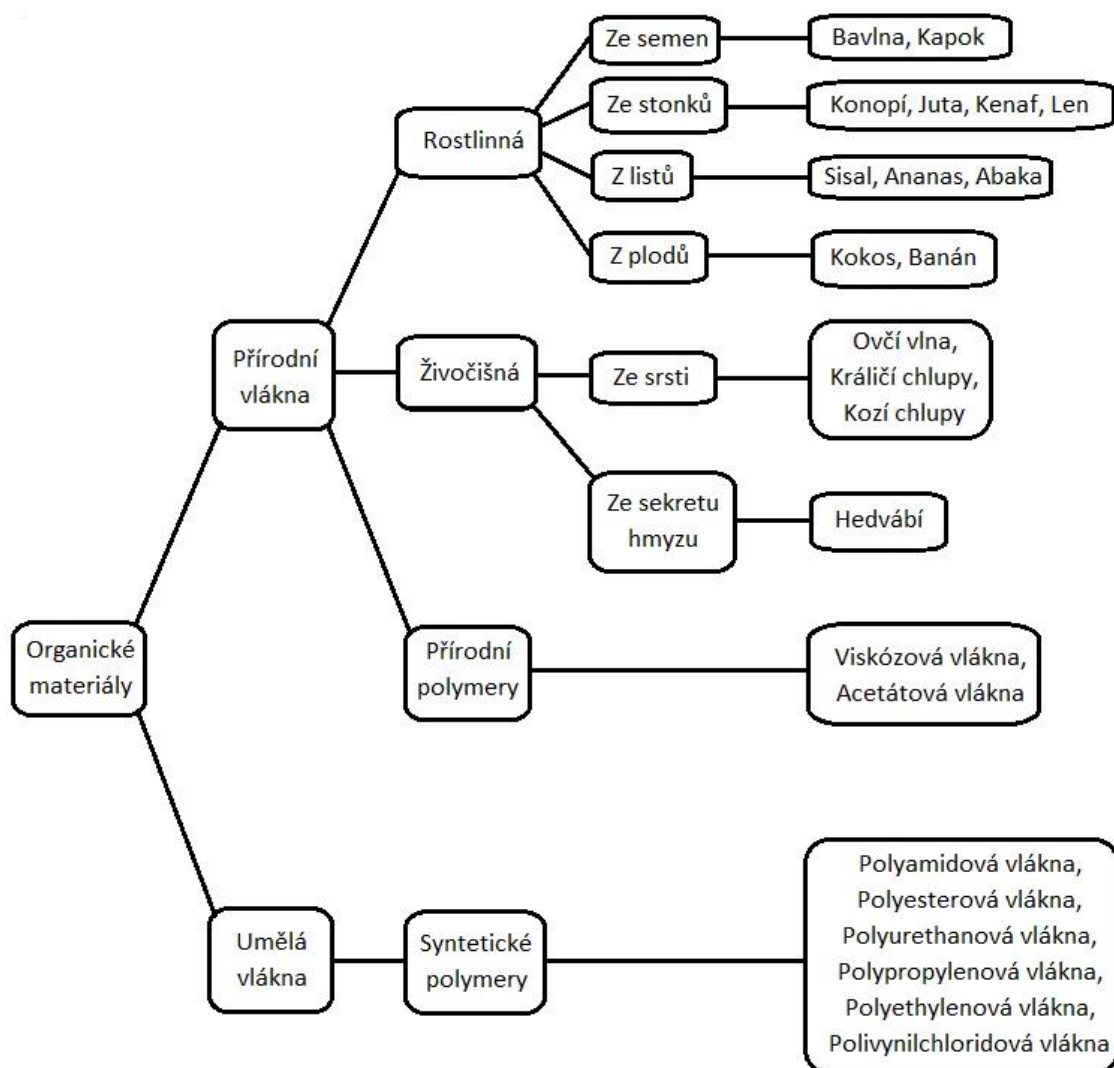 Ze semen
Bavlna, Kapok
Ze stonků
Konopí, Juta, Kenaf, Len
Rostlinná
Z listů
Sisal, Ananas, Abaka
Z plodů
Kokos, Banán
Přírodní
vlákna
Živočišná
Ze srsti
Ovčí vlna,
Králičí chlupy,
Kozí chlupy
Ze sekretu
hmyzu
Hedvábí
Organické
materiály
Přírodní
polymery
Viskózová vlákna,
Acetátová vlákna
Umělá
vlákna
Syntetické
polymery
Polyamidová vlákna,
Polyesterová vlákna,
Polyurethanová vlákna,
Polypropylenová vlákna,
Polyethylenová vlákna,
Polivynilchloridová vlákna